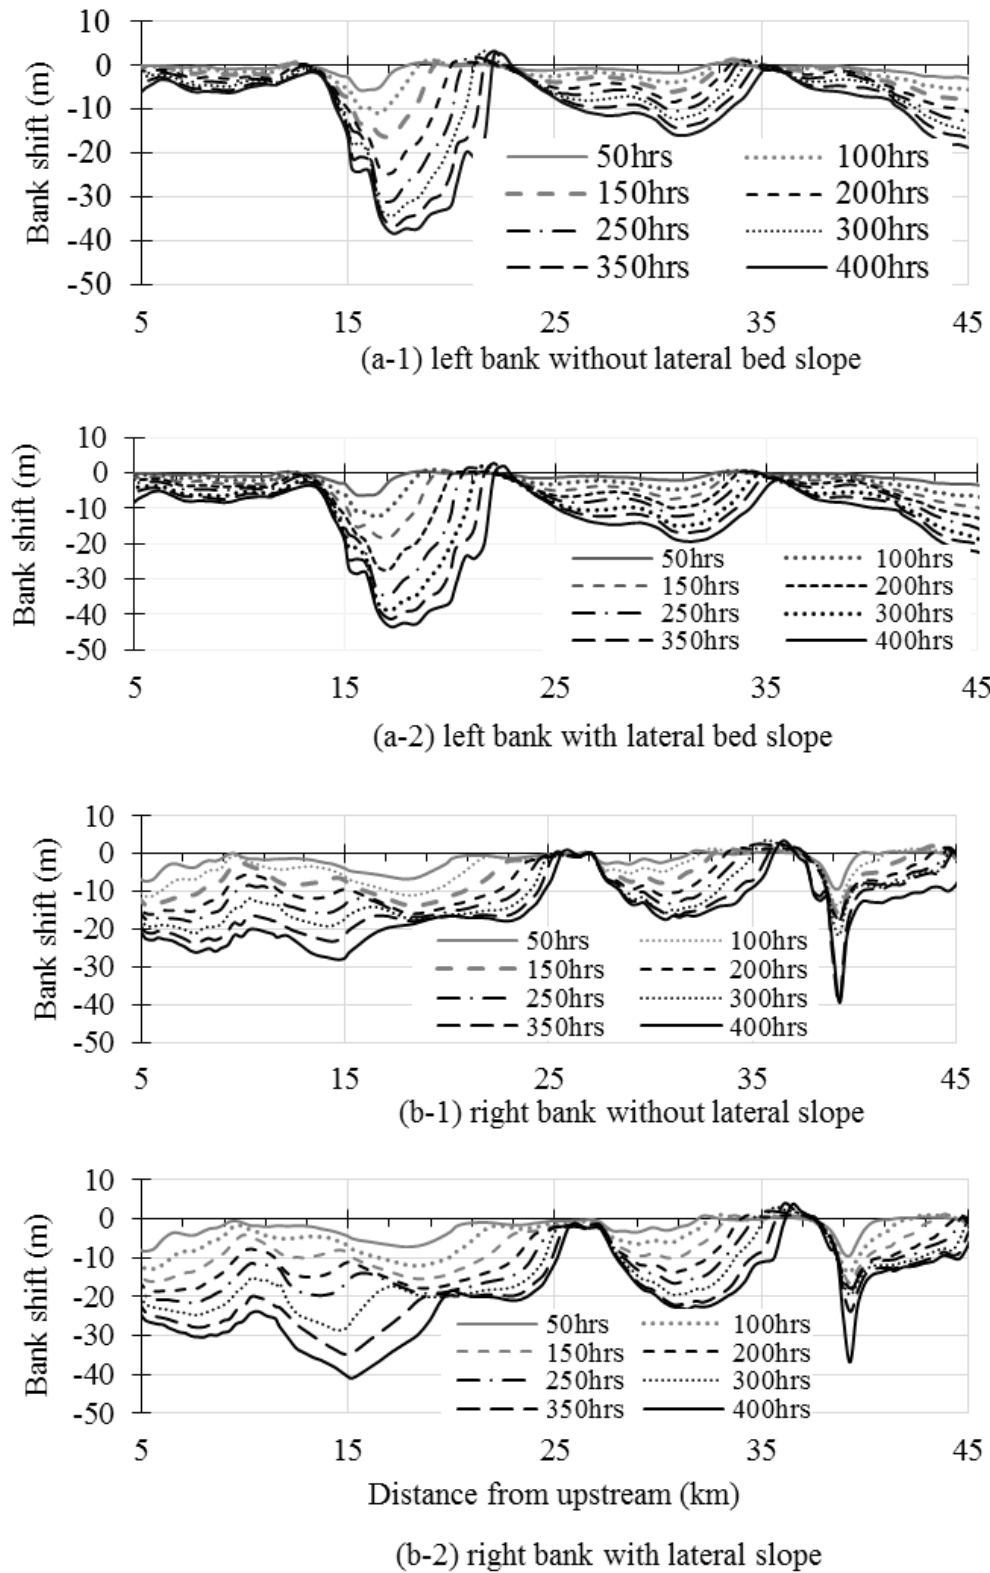 10
0
-10
-20
-30
-40
-50
Bank shift (m)
50hrs 100hrs
150hrs 200hrs
250hrs 300hrs
350hrs 400hrs
5 15 25 35 45
(a-1) left bank without lateral bed slope
10
0
-10
-20
-30
-40
-50
Bank shift (m)
50hrs 100hrs
150hrs 200hrs
250hrs 300hrs
350hrs 400hrs
5 15 25 35 45
(a-2) left bank with lateral bed slope
10
0
-10
-20
-30
-40
-50
Bank shift (m)
50hrs 100hrs
150hrs 200hrs
250hrs 300hrs
350hrs 400hrs
5 15 25 35 45
(b-1) right bank without lateral slope
10
0
-10
-20
-30
-40
-50
Bank shift (m)
50hrs 100hrs
150hrs 200hrs
250hrs 300hrs
350hrs 400hrs
5 15 25 35 45
Distance from upstream (km)
(b-2) right bank with lateral slope